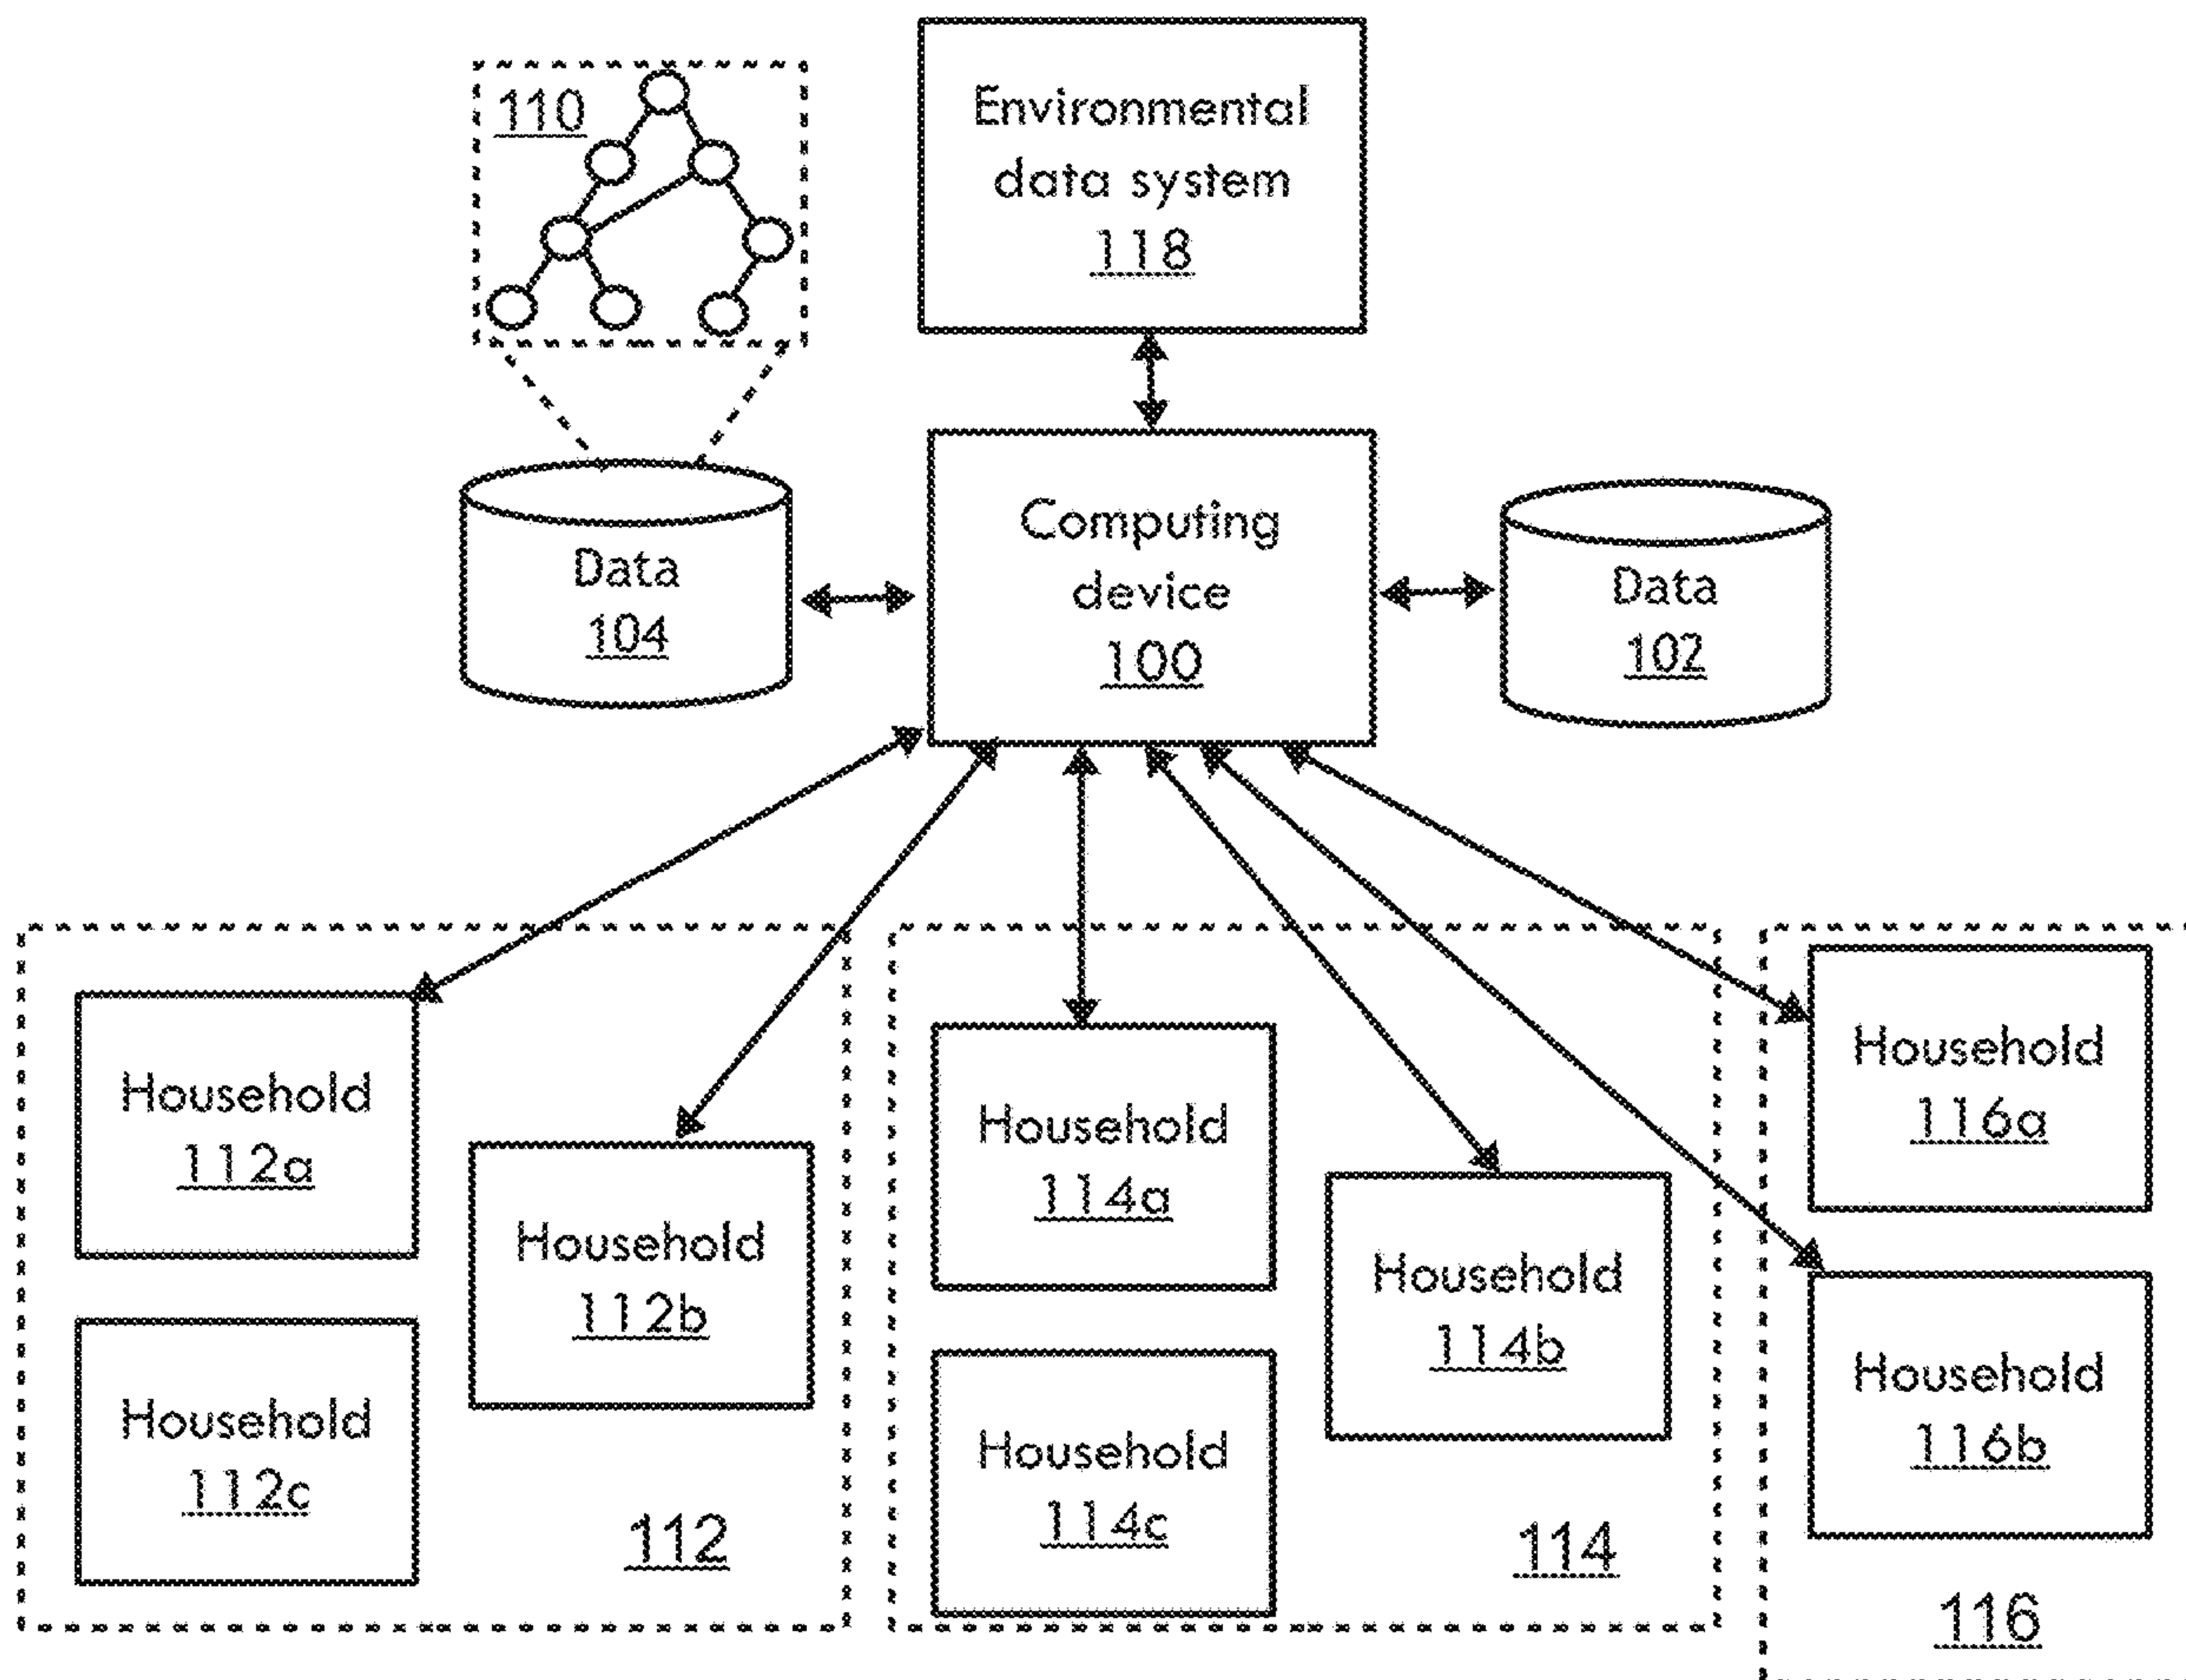 110
Environmental
data system
118
Data
104
Computing
device
100
Data
102
Household
112a
Household
112b
Household
112c
112
Household
114a
Household
114b
Household
114c
114
Household
116a
Household
116b
116